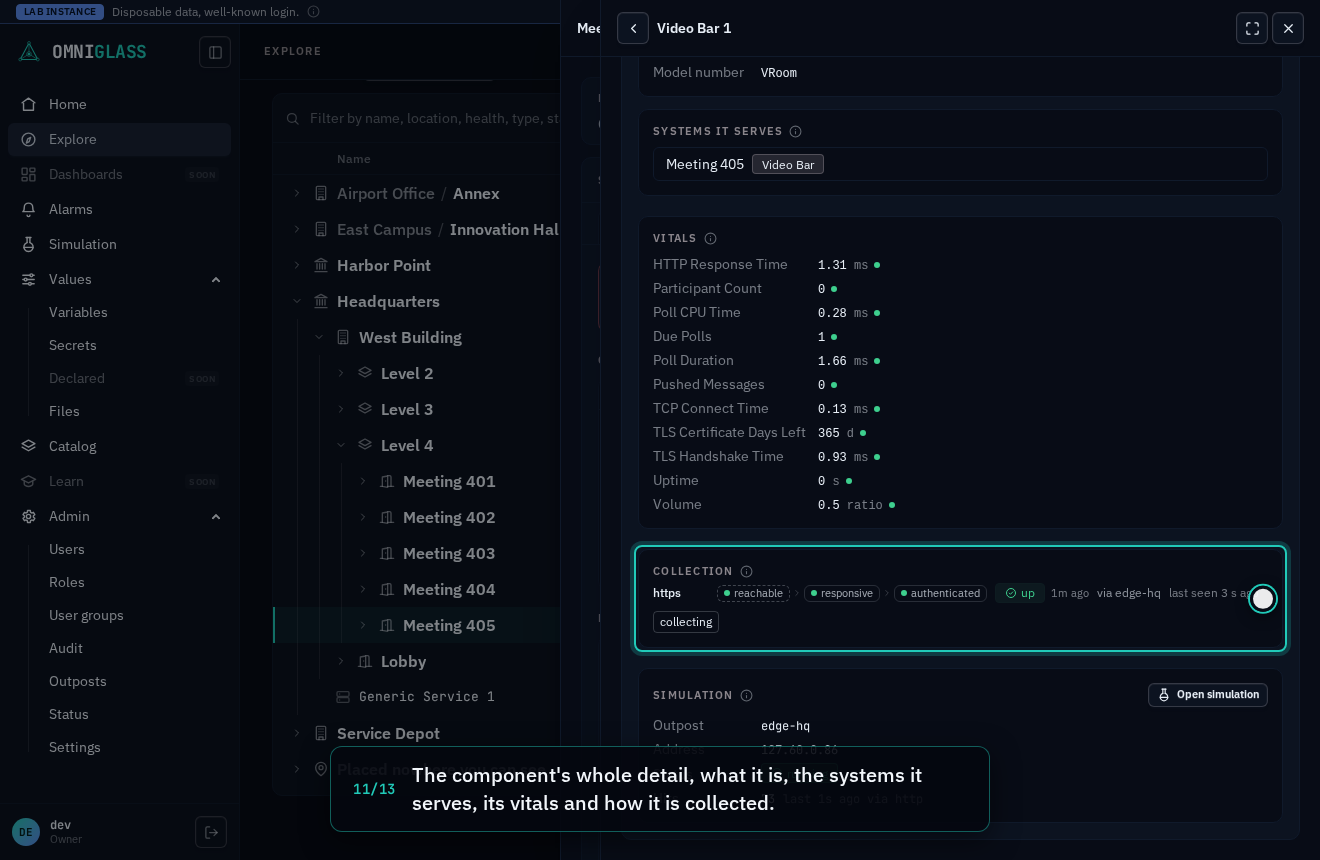 LAB INSTANCE Disposable data, well-known login.
OMNIGLASS
Home
Explore
Dashboards SOON
Alarms
Simulation
Values
Variables
Secrets
Declared SOON
Files
Catalog
Learn SOON
Admin
Users
Roles
User groups
Audit
Outposts
Status
Settings
DE dev
Owner
EXPLORE
Filter by name, location, health, type, st
Name
Airport Office / Annex
East Campus / Innovation Hal
Harbor Point
Headquarters
West Building
Level 2
Level 3
Level 4
Meeting 401
Meeting 402
Meeting 403
Meeting 404
Meeting 405
Lobby
Generic Service 1
Service Depot
Mee
Video Bar 1
Model number VRoom
SYSTEMS IT SERVES
Meeting 405 Video Bar
VITALS
HTTP Response Time 1.31 ms
Participant Count 0
Poll CPU Time 0.28 ms
Due Polls 1
Poll Duration 1.66 ms
Pushed Messages 0
TCP Connect Time 0.13 ms
TLS Certificate Days Left 365 d
TLS Handshake Time 0.93 ms
Uptime 0 s
Volume 0.5 ratio
COLLECTION
https reachable responsive authenticated up 1m ago via edge-hq last seen 3 s
collecting
SIMULATION Open simulation
Outpost edge-hq
Address
11/13 The component's whole detail, what it is, the systems it
serves, its vitals and how it is collected.